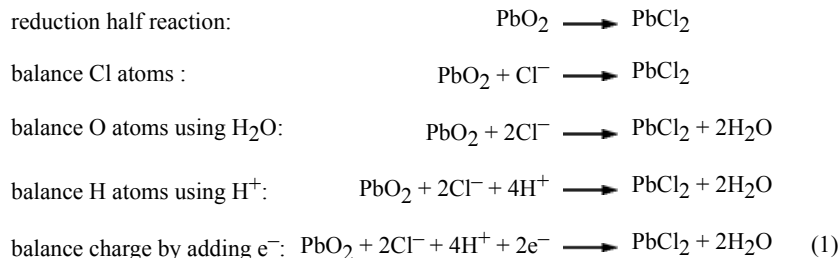 reduction half reaction: PbO₂ ⟶ PbCl₂
balance Cl atoms : PbO₂ + Cl⁻ ⟶ PbCl₂
balance O atoms using H₂O: PbO₂ + 2Cl⁻ ⟶ PbCl₂ + 2H₂O
balance H atoms using H⁺: PbO₂ + 2Cl⁻ + 4H⁺ ⟶ PbCl₂ + 2H₂O
balance charge by adding e⁻: PbO₂ + 2Cl⁻ + 4H⁺ + 2e⁻ ⟶ PbCl₂ + 2H₂O (1)